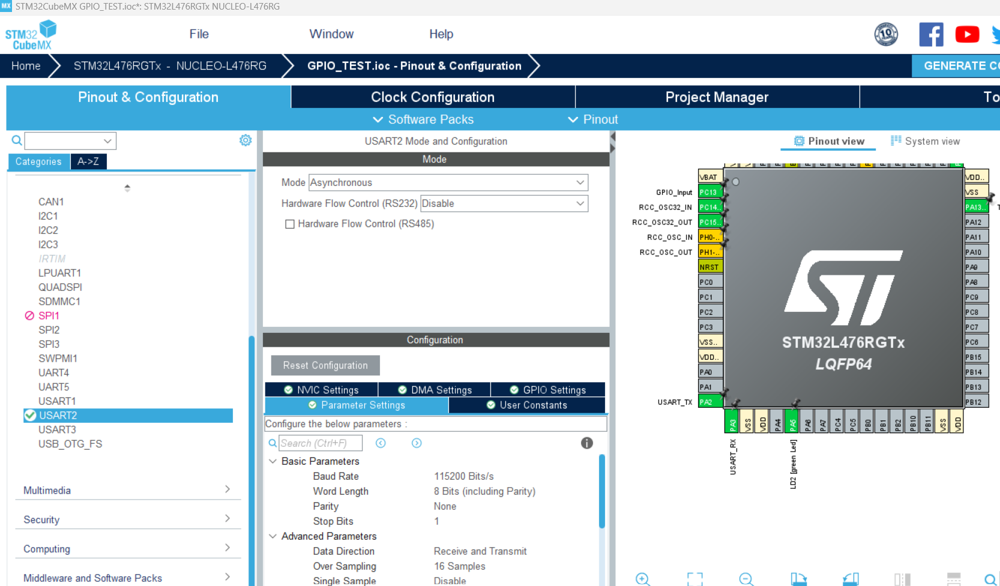 MX STM32CubeMX GPIO_TEST.ioc*: STM32L476RGTx NUCLEO-L476RG
STM32 CubeMX
File Window Help
10
Home STM32L476RGTx - NUCLEO-L476RG GPIO_TEST.ioc - Pinout & Configuration GENERATE CO
Pinout & Configuration Clock Configuration Project Manager To
Software Packs Pinout
Categories A->Z
CAN1
I2C1
I2C2
I2C3
IRTIM
LPUART1
QUADSPI
SDMMC1
SPI1
SPI2
SPI3
SWPMI1
UART4
UART5
USART1
USART2
USART3
USB_OTG_FS
Multimedia
Security
Computing
Middleware and Software Packs
USART2 Mode and Configuration
Mode
Mode Asynchronous
Hardware Flow Control (RS232) Disable
Hardware Flow Control (RS485)
Configuration
Reset Configuration
NVIC Settings DMA Settings GPIO Settings
Parameter Settings User Constants
Configure the below parameters :
Search (Ctrl+F)
Basic Parameters
Baud Rate 115200 Bits/s
Word Length 8 Bits (including Parity)
Parity None
Stop Bits 1
Advanced Parameters
Data Direction Receive and Transmit
Over Sampling 16 Samples
Single Sample Disable
Pinout view System view
VBAT
GPIO_Input PC13
RCC_OSC32_IN PC14..
RCC_OSC32_OUT PC15..
RCC_OSC_IN PH0-..
RCC_OSC_OUT PH1-..
NRST
PC0
PC1
PC2
PC3
VSS..
VDD..
PA0
PA1
USART_TX PA2
STM32L476RGTx
LQFP64
VDD..
VSS
PA13..
PA12
PA11
PA10
PA9
PA8
PC9
PC8
PC7
PC6
PB15
PB14
PB13
PB12
PA3 VSS VDD PA4 PA5 PA6 PA7 PC4 PC5 PB0 PB1 PB2 PB10 PB11 VSS VDD
USART_RX
LD2 [green Led]